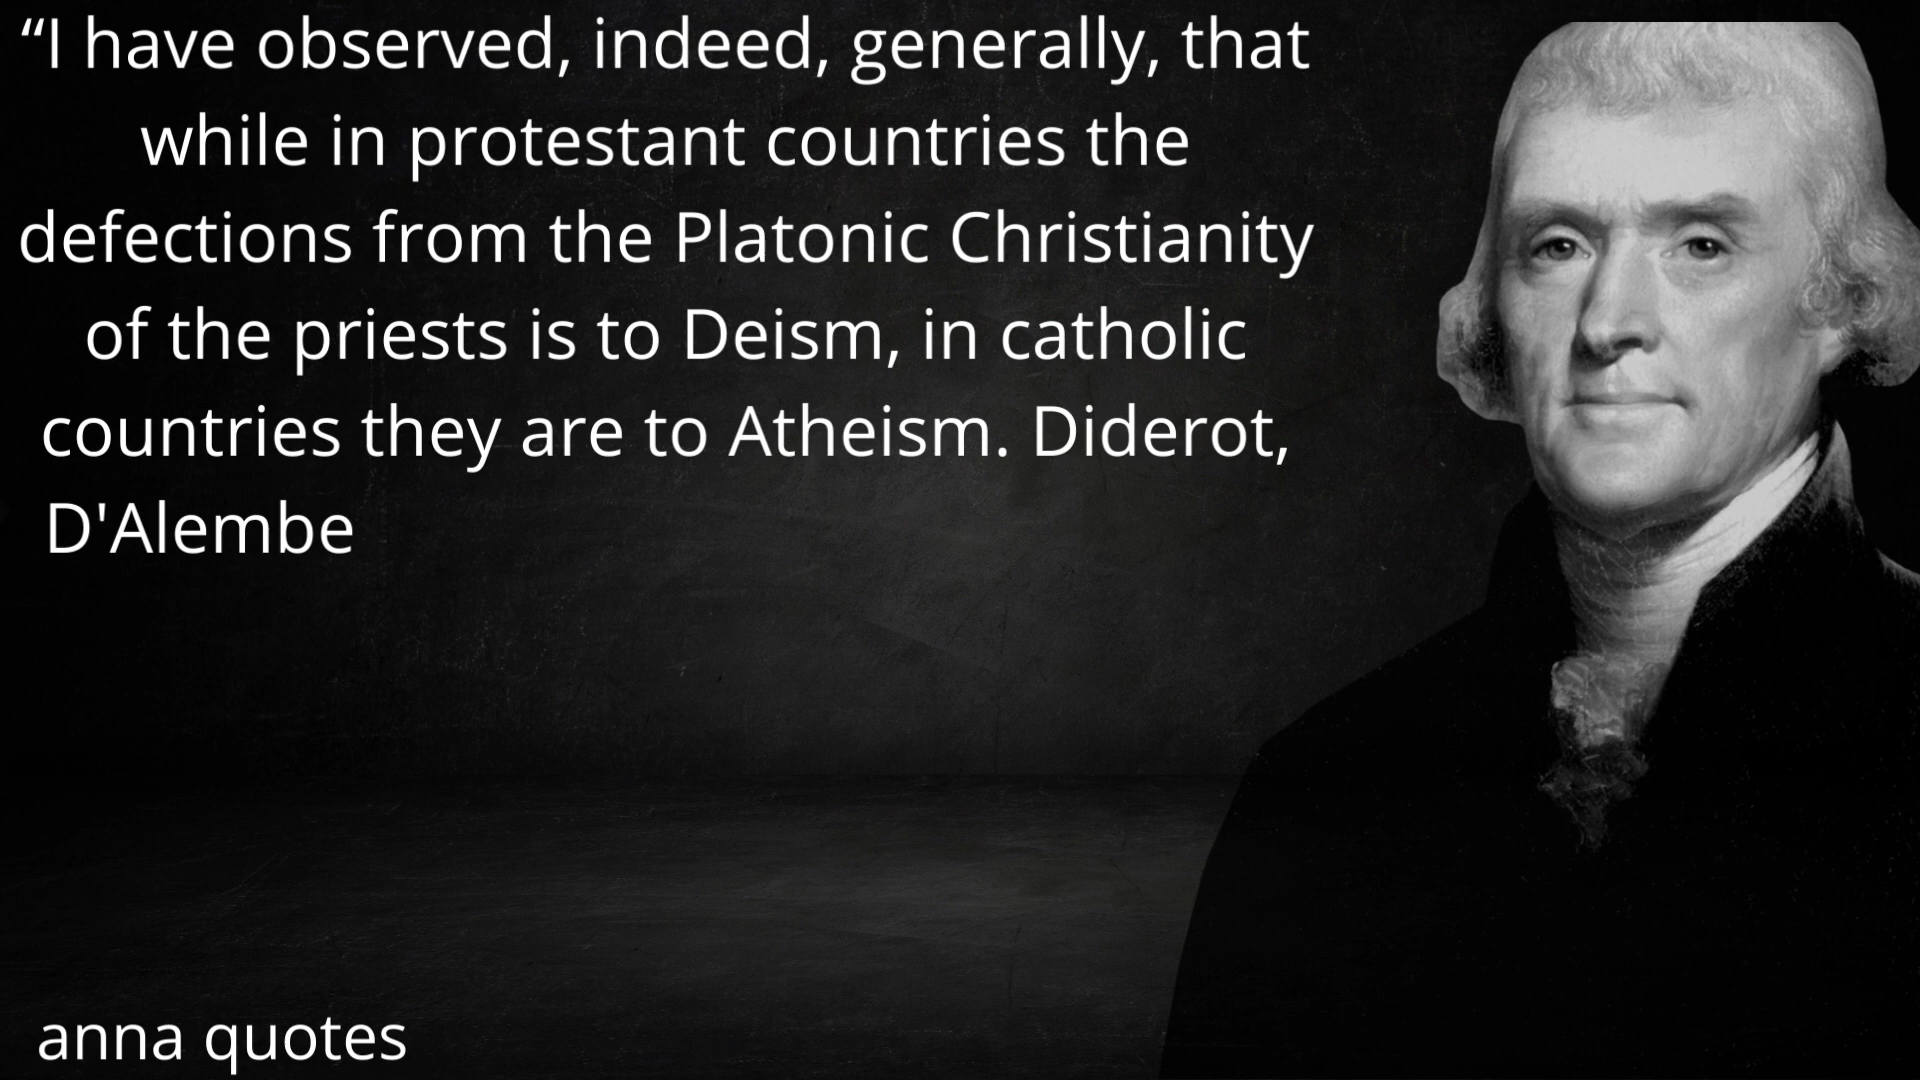 “I have observed, indeed, generally, that
while in protestant countries the
defections from the Platonic Christianity
of the priests is to Deism, in catholic
countries they are to Atheism. Diderot,
D'Alembe
anna quotes